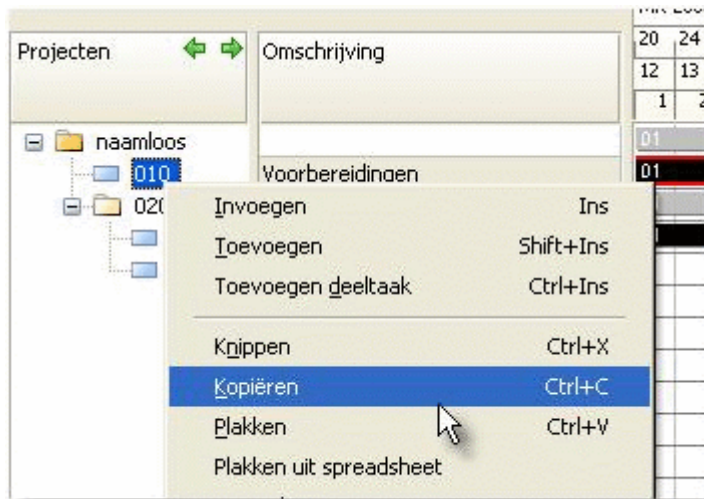 Projecten
Omschrijving
20 24
12 13
1 2
naamloos
01
010 Voorbereidingen 01
020
Invoegen Ins
Toevoegen Shift+Ins
Toevoegen deeltaak Ctrl+Ins
Knippen Ctrl+X
Kopiëren Ctrl+C
Plakken Ctrl+V
Plakken uit spreadsheet